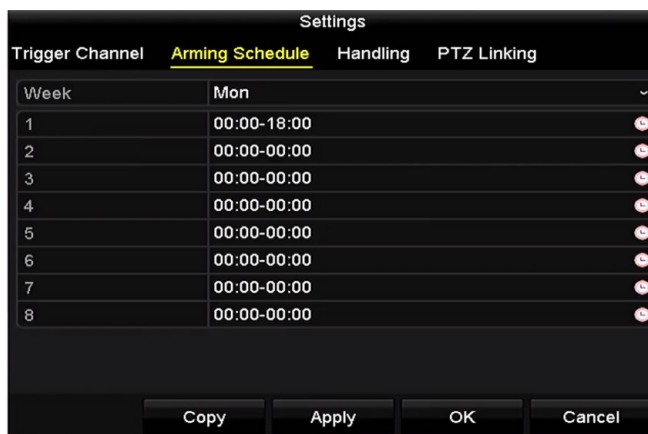 Settings
Trigger Channel Arming Schedule Handling PTZ Linking
Week Mon
1 00:00-18:00
2 00:00-00:00
3 00:00-00:00
4 00:00-00:00
5 00:00-00:00
6 00:00-00:00
7 00:00-00:00
8 00:00-00:00
Copy Apply OK Cancel